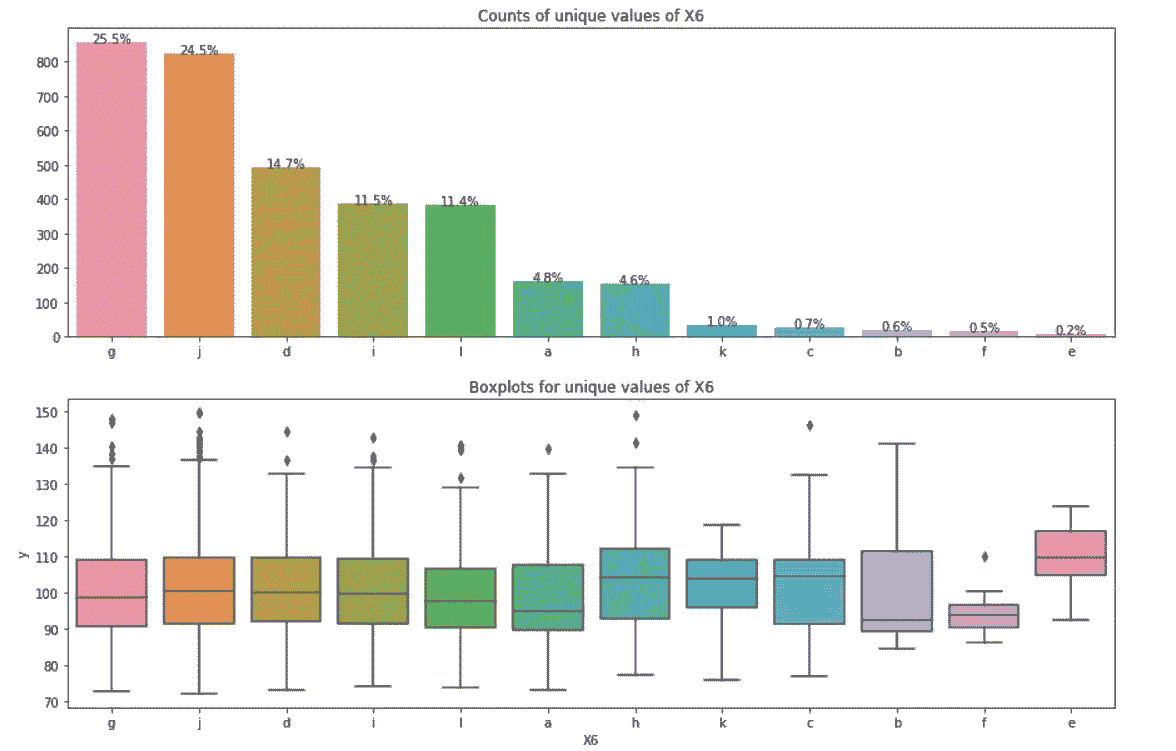 Counts of unique values of X6
25.5% 24.5% 14.7% 11.5% 11.4% 4.8% 4.6% 1.0% 0.7% 0.6% 0.5% 0.2%
800
700
600
500
400
300
200
100
0
g j d i l a h k c b f e
Boxplots for unique values of X6
150
140
130
120
110
y
100
90
80
70
g j d i l a h k c b f e
X6